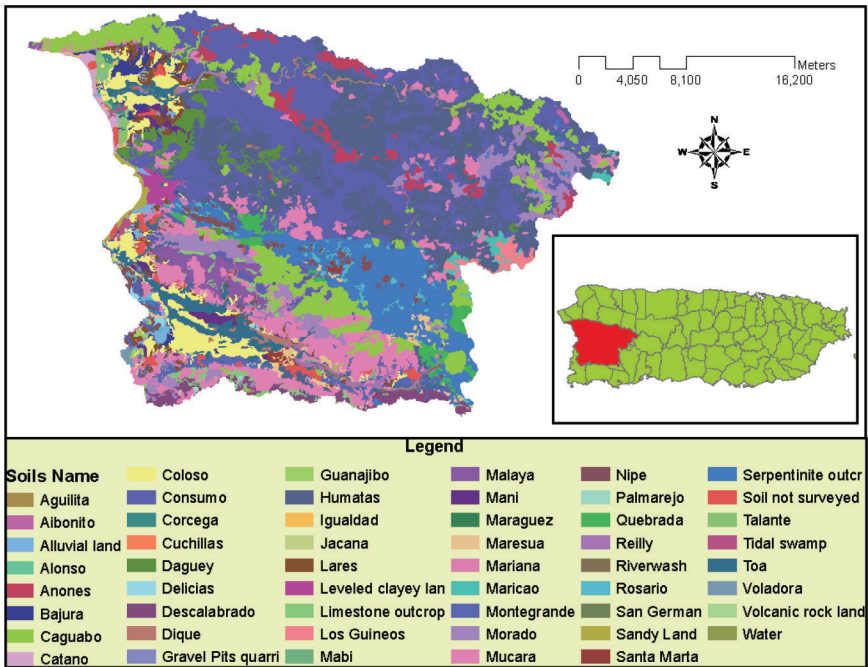 Meters
0 4,050 8,100 16,200
N
W E
S
Legend
Soils Name
Aguilita
Aibonito
Alluvial land
Alonso
Anones
Bajura
Caguabo
Catano
Coloso
Consumo
Corcega
Cuchillas
Daguey
Delicias
Descalabrado
Dique
Gravel Pits quarri
Guanajibo
Humatas
Igualdad
Jacana
Lares
Leveled clayey lan
Limestone outcrop
Los Guineos
Mabi
Malaya
Mani
Maraguez
Maresua
Mariana
Maricao
Montegrande
Morado
Mucara
Nipe
Palmarejo
Quebrada
Reilly
Riverwash
Rosario
San German
Sandy Land
Santa Marta
Serpentinite outcr
Soil not surveyed
Talante
Tidal swamp
Toa
Voladora
Volcanic rock land
Water